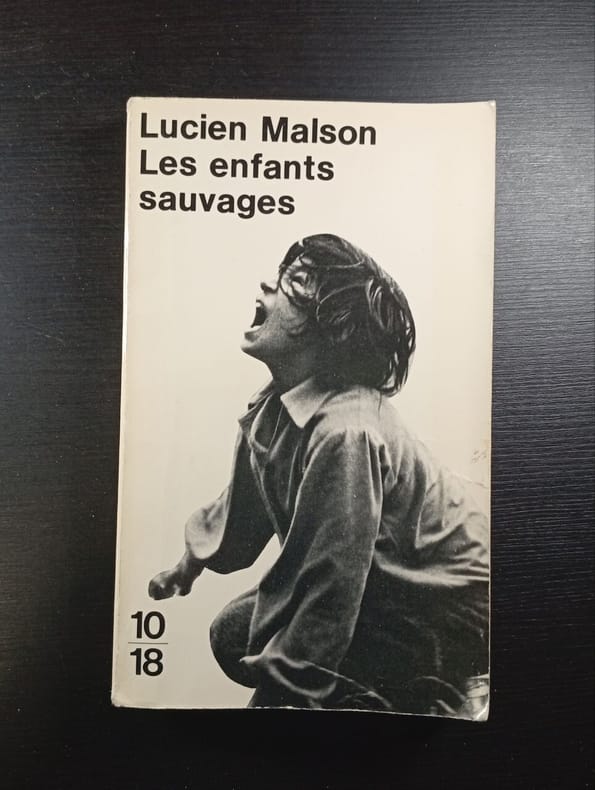 Lucien Malson
Les enfants
sauvages
10
18